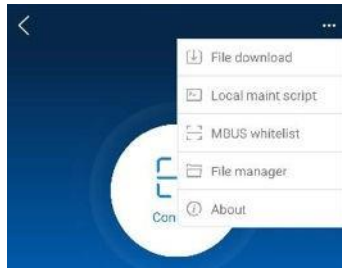 File download
Local maint script
MBUS whitelist
File manager
Con
About